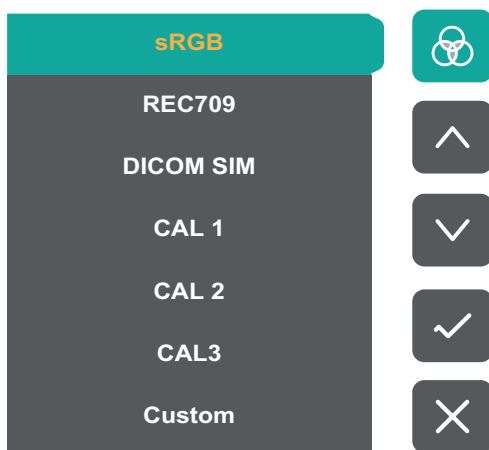 sRGB
REC709
DICOM SIM
CAL 1
CAL 2
CAL3
Custom